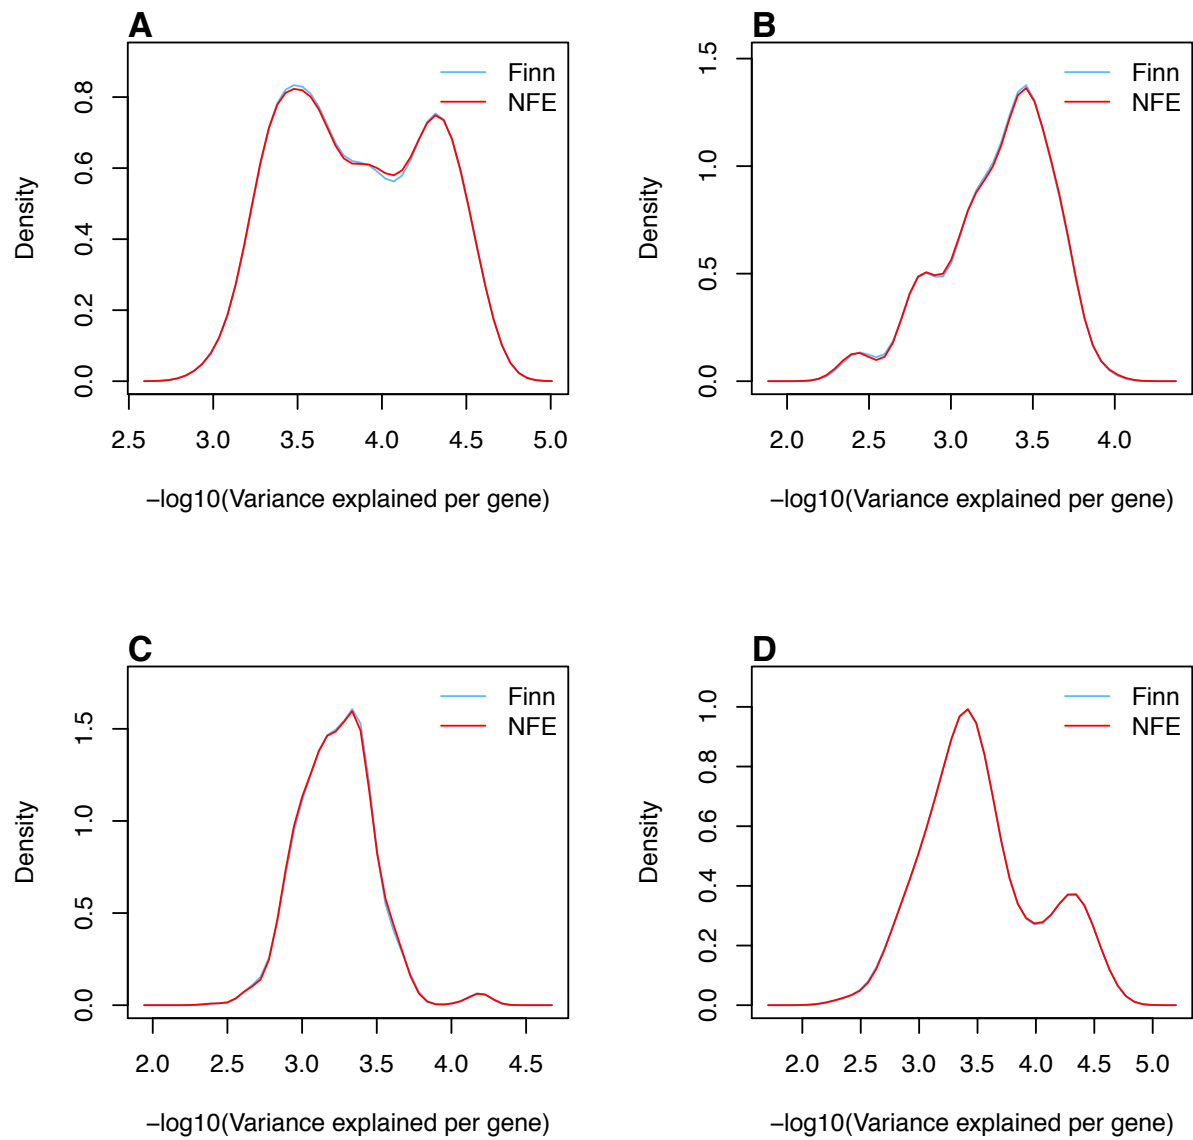 A
Finn
NFE
0.0 0.2 0.4 0.6 0.8
Density
2.5 3.0 3.5 4.0 4.5 5.0
−log10(Variance explained per gene)
B
Finn
NFE
0.0 0.5 1.0 1.5
Density
2.0 2.5 3.0 3.5 4.0
−log10(Variance explained per gene)
C
Finn
NFE
0.0 0.5 1.0 1.5
Density
2.0 2.5 3.0 3.5 4.0 4.5
−log10(Variance explained per gene)
D
Finn
NFE
0.0 0.2 0.4 0.6 0.8 1.0
Density
2.0 2.5 3.0 3.5 4.0 4.5 5.0
−log10(Variance explained per gene)